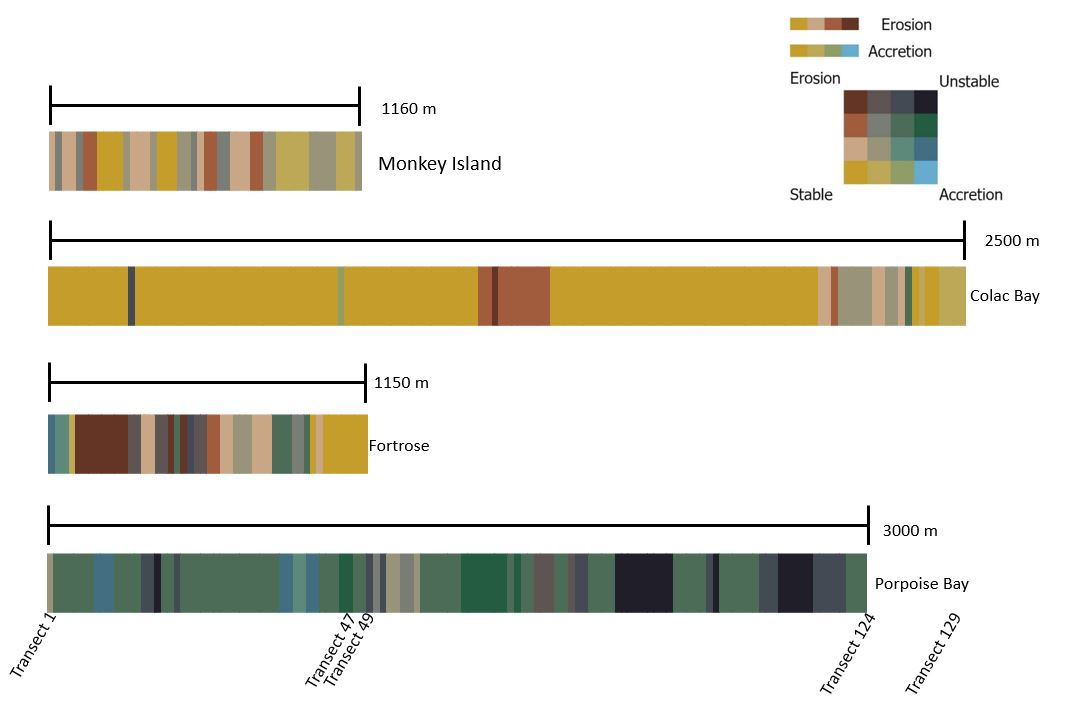 Erosion
Accretion
Erosion
Unstable
Stable
Accretion
1160 m
Monkey Island
2500 m
Colac Bay
1150 m
Fortrose
3000 m
Porpoise Bay
Transect 1
Transect 47
Transect 49
Transect 124
Transect 129